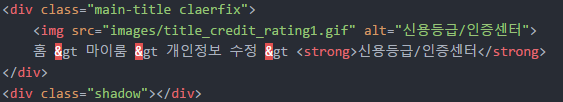 <div class="main-title claerfix">
<img src="images/title_credit_rating1.gif" alt="신용등급/인증센터">
홈 &gt 마이룸 &gt 개인정보 수정 &gt <strong>신용등급/인증센터</strong>
</div>
<div class="shadow"></div>